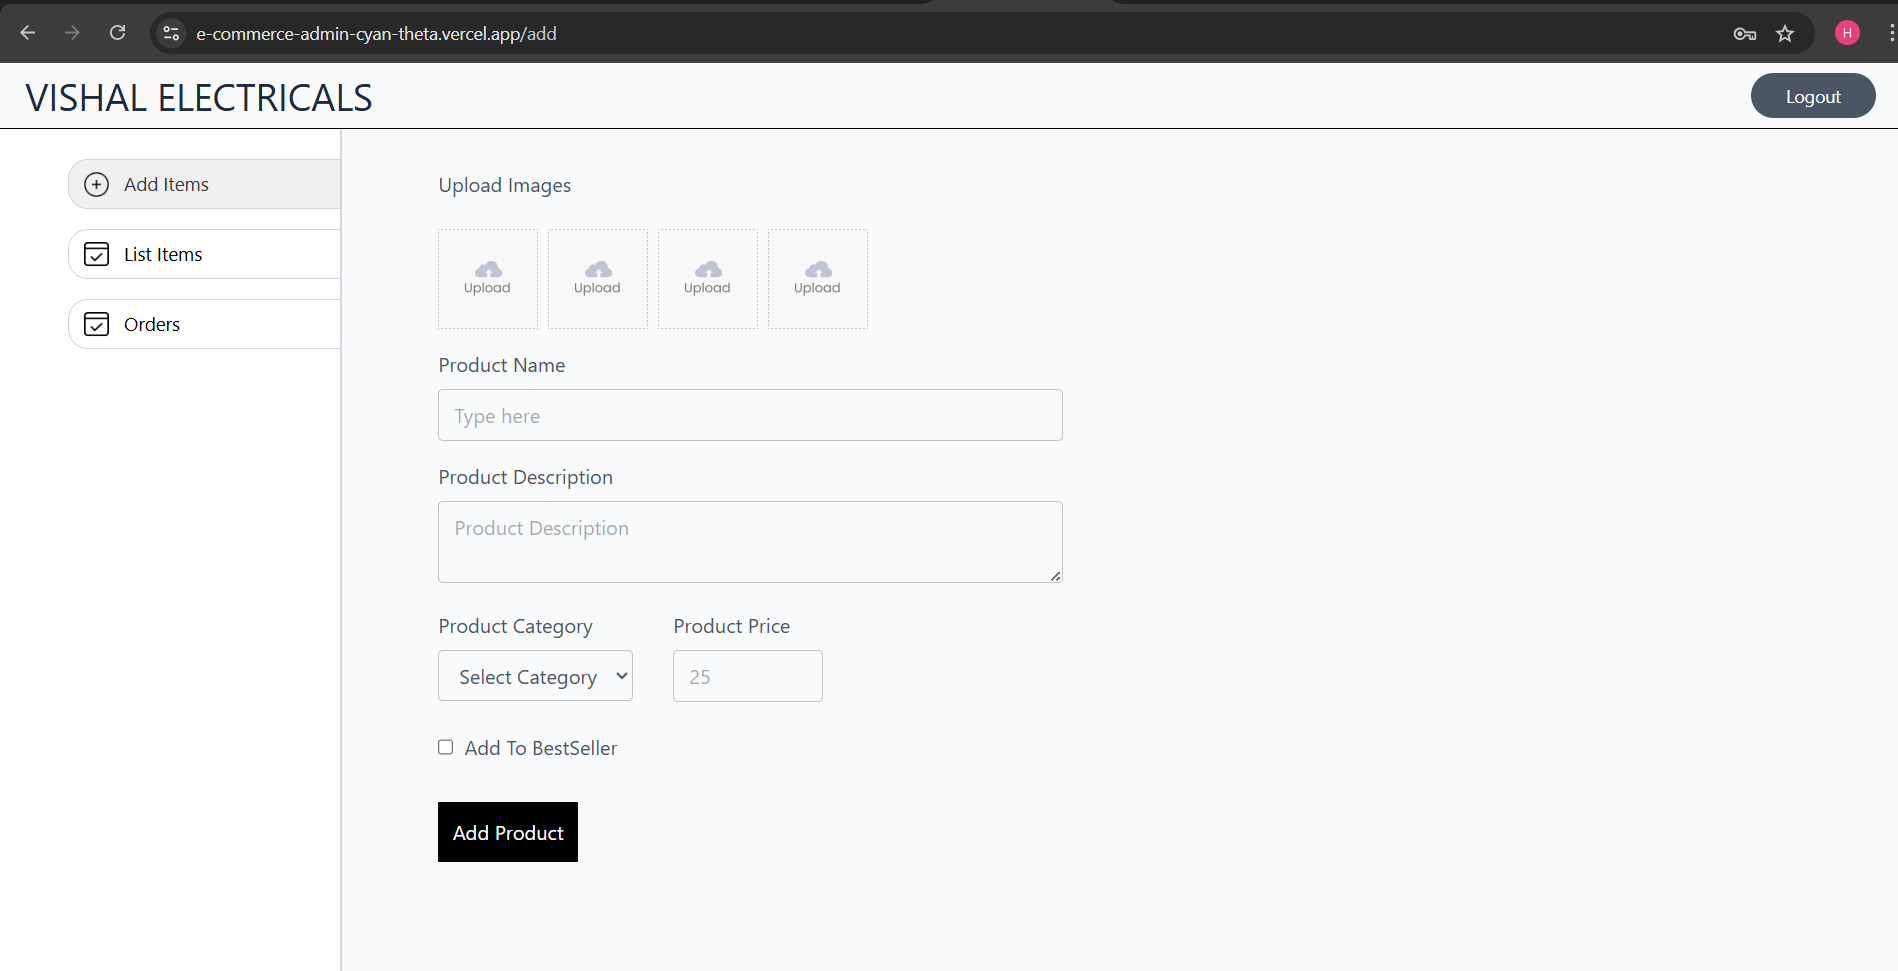 e-commerce-admin-cyan-theta.vercel.app/add
H
VISHAL ELECTRICALS
Logout
Add Items
List Items
Orders
Upload Images
Upload Upload Upload Upload
Product Name
Type here
Product Description
Product Description
Product Category Product Price
Select Category 25
Add To BestSeller
Add Product